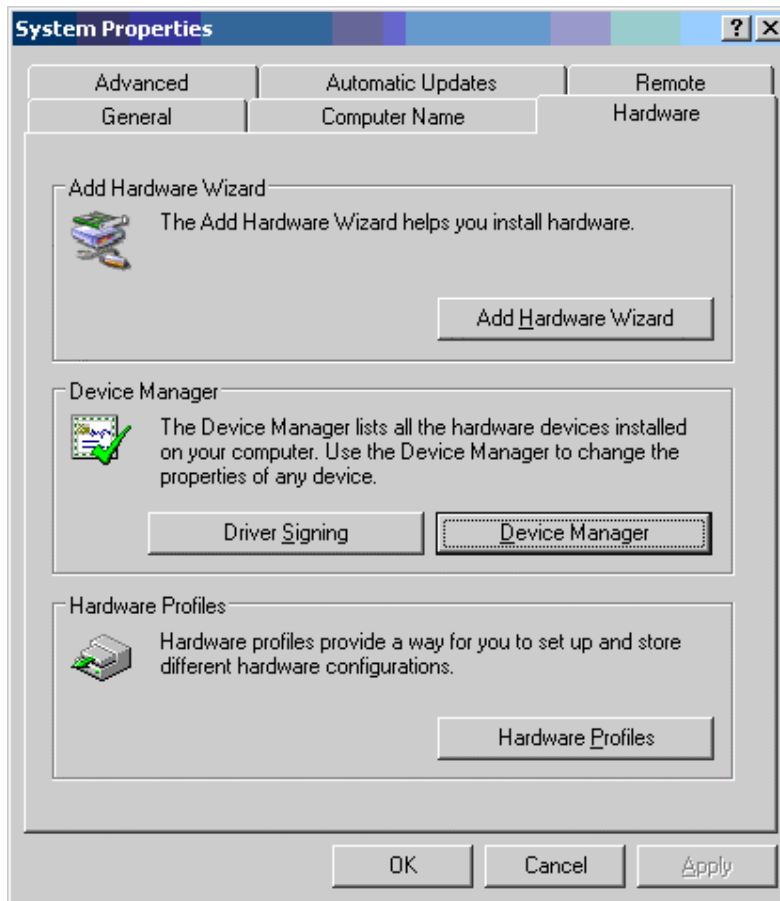 System Properties
Advanced Automatic Updates Remote
General Computer Name Hardware
Add Hardware Wizard
The Add Hardware Wizard helps you install hardware.
Add Hardware Wizard
Device Manager
The Device Manager lists all the hardware devices installed
on your computer. Use the Device Manager to change the
properties of any device.
Driver Signing Device Manager
Hardware Profiles
Hardware profiles provide a way for you to set up and store
different hardware configurations.
Hardware Profiles
OK Cancel Apply